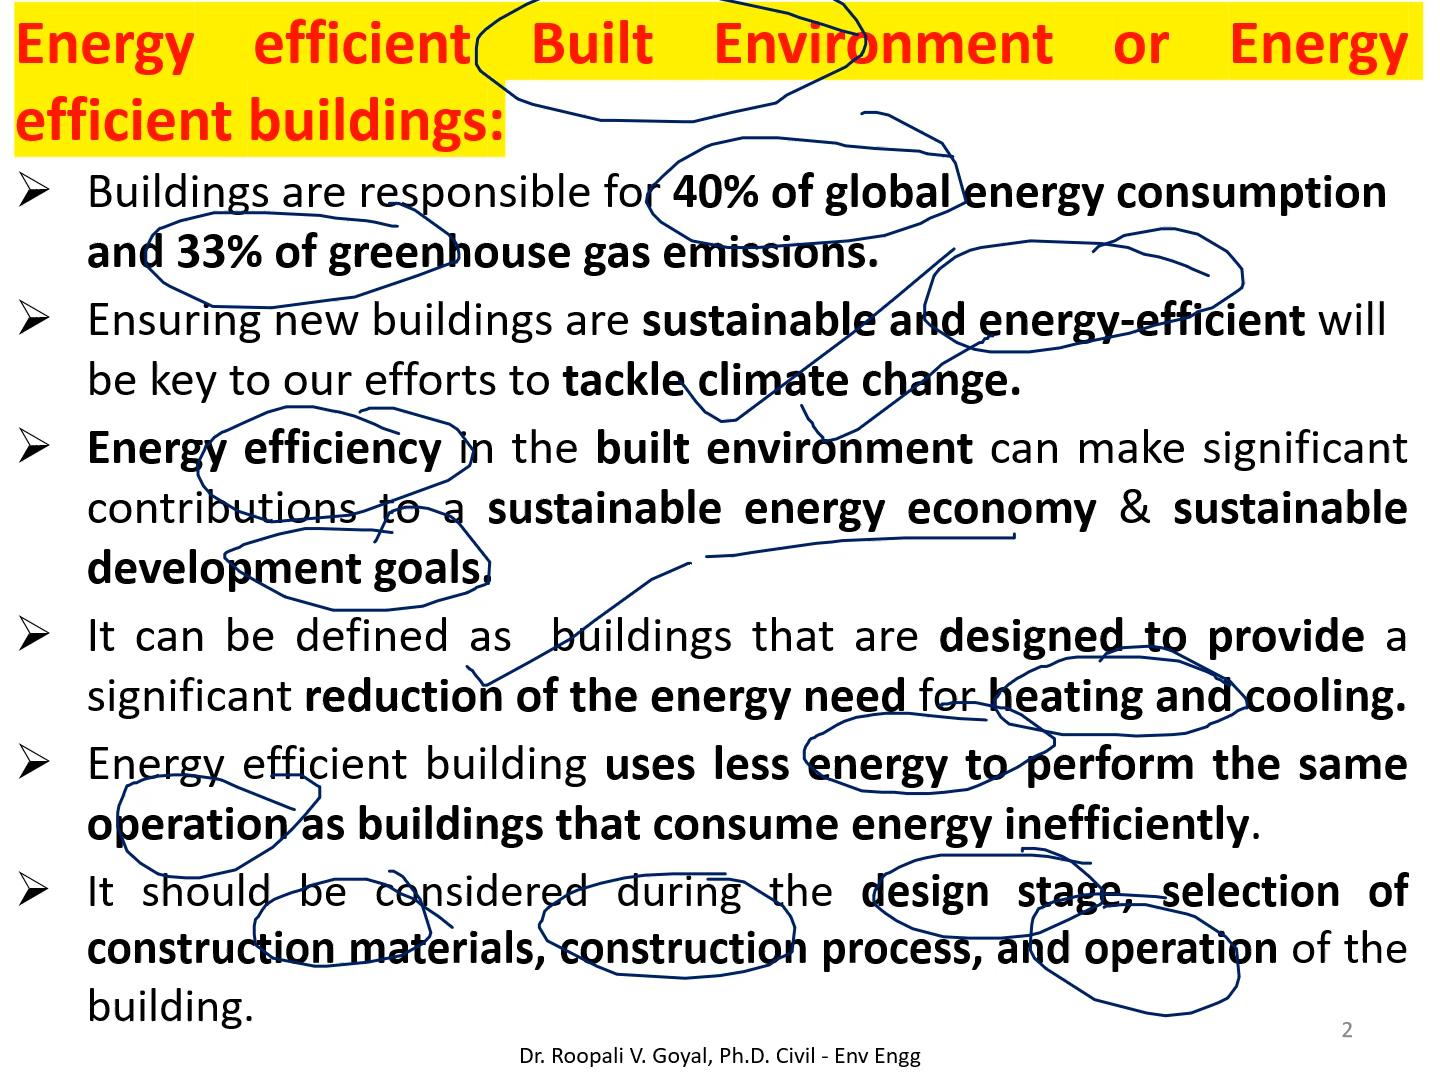 Energy efficient Built Environment or Energy
efficient buildings:
➢ Buildings are responsible for 40% of global energy consumption
and 33% of greenhouse gas emissions.
➢ Ensuring new buildings are sustainable and energy-efficient will
be key to our efforts to tackle climate change.
➢ Energy efficiency in the built environment can make significant
contributions to a sustainable energy economy & sustainable
development goals.
➢ It can be defined as buildings that are designed to provide a
significant reduction of the energy need for heating and cooling.
➢ Energy efficient building uses less energy to perform the same
operation as buildings that consume energy inefficiently.
➢ It should be considered during the design stage, selection of
construction materials, construction process, and operation of the
building.
2
Dr. Roopali V. Goyal, Ph.D. Civil - Env Engg